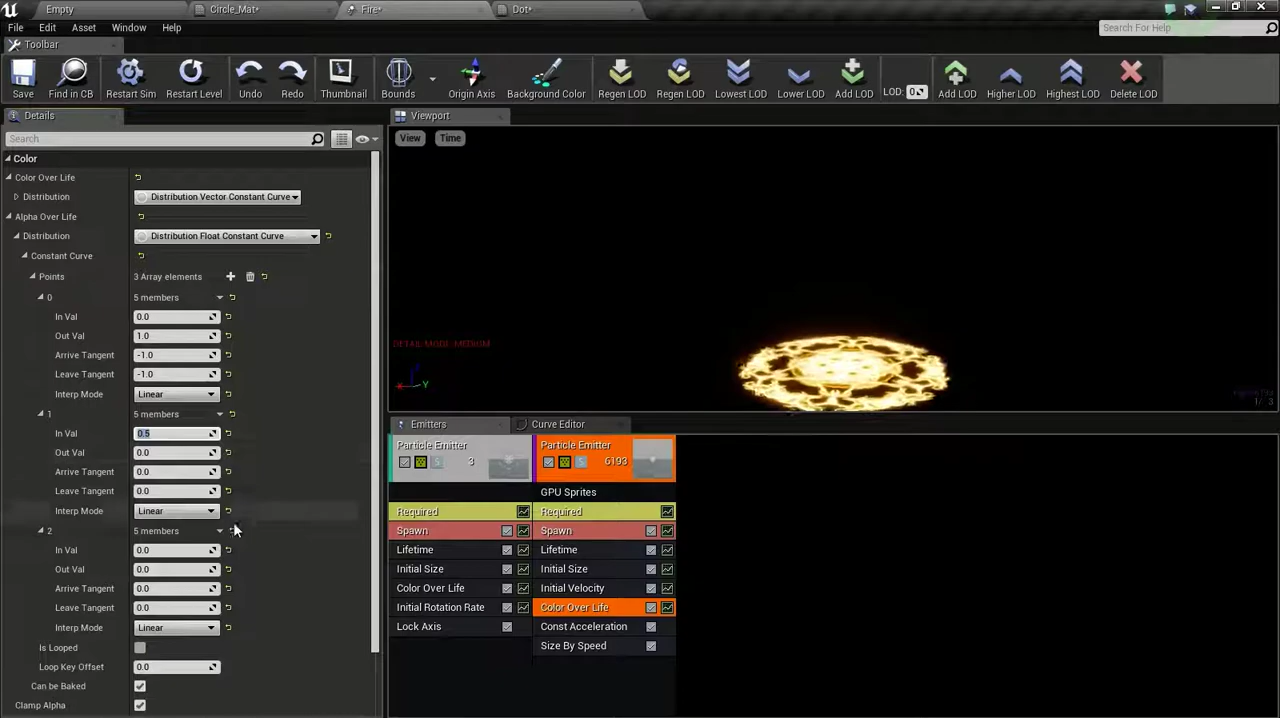 Empty
Circle_Mat*
Fire*
Dot*
File Edit Asset Window Help
Search For Help
Toolbar
Save
Find in CB
Restart Sim
Restart Level
Undo
Redo
Thumbnail
Bounds
Origin Axis
Background Color
Regen LOD
Regen LOD
Lowest LOD
Lower LOD
Add LOD
LOD: 0
Add LOD
Higher LOD
Highest LOD
Delete LOD
Details
Search
Color
Color Over Life
Distribution Distribution Vector Constant Curve
Alpha Over Life
Distribution Distribution Float Constant Curve
Constant Curve
Points 3 Array elements
0 5 members
In Val 0.0
Out Val 1.0
Arrive Tangent -1.0
Leave Tangent -1.0
Interp Mode Linear
1 5 members
In Val 0.5
Out Val 0.0
Arrive Tangent 0.0
Leave Tangent 0.0
Interp Mode Linear
2 5 members
In Val 0.0
Out Val 0.0
Arrive Tangent 0.0
Leave Tangent 0.0
Interp Mode Linear
Is Looped
Loop Key Offset 0.0
Can be Baked
Clamp Alpha
Viewport
View Time
DETAIL MODE: MEDIUM
Y
Emitters
Curve Editor
Particle Emitter
3
Required
Spawn
Lifetime
Initial Size
Color Over Life
Initial Rotation Rate
Lock Axis
Particle Emitter
6193
GPU Sprites
Required
Spawn
Lifetime
Initial Size
Initial Velocity
Color Over Life
Const Acceleration
Size By Speed